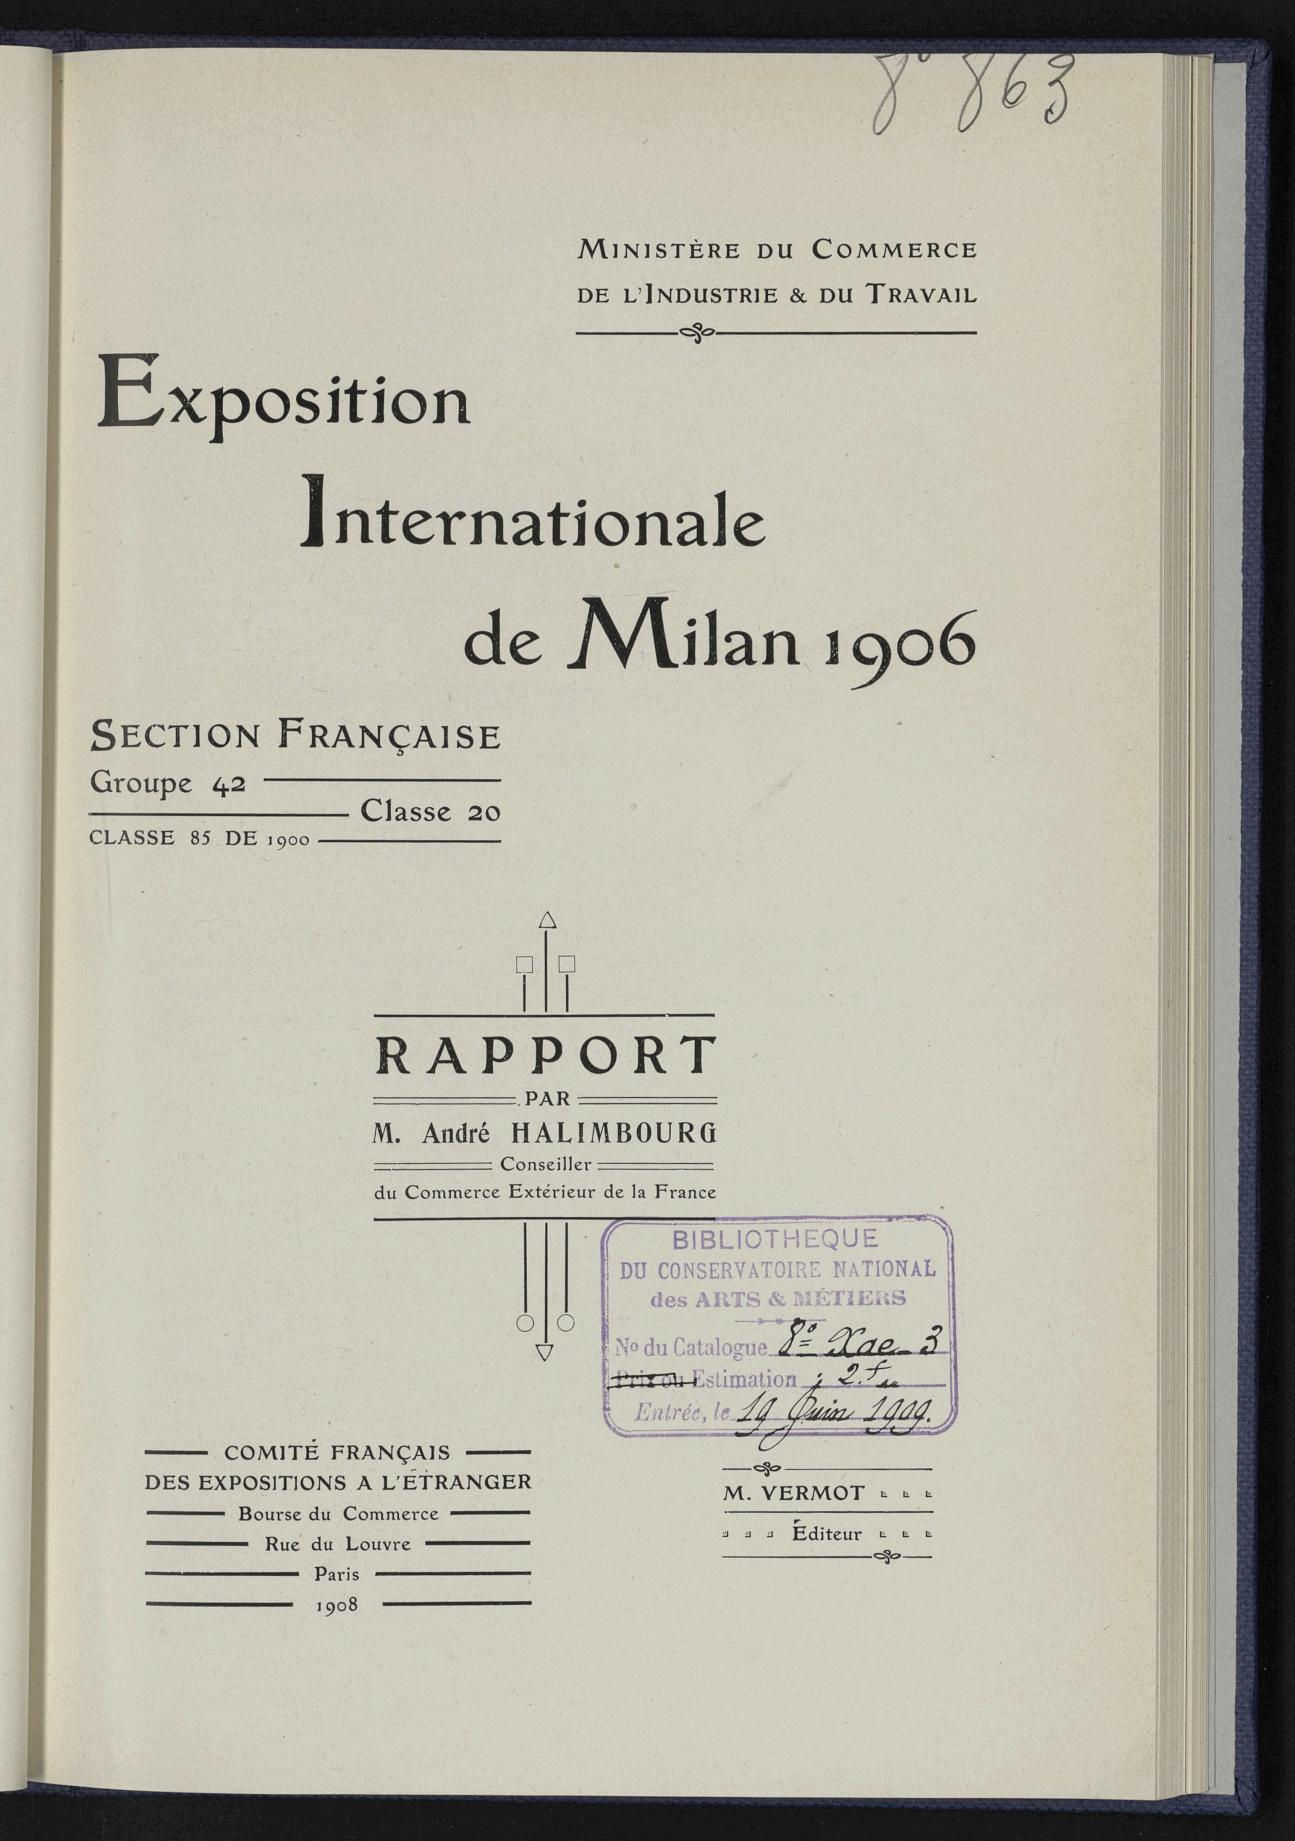 8° 863
MINISTÈRE DU COMMERCE
DE L'INDUSTRIE & DU TRAVAIL
Exposition
Internationale
de Milan 1906
SECTION FRANÇAISE
Groupe 42
Classe 20
CLASSE 85 DE 1900
RAPPORT
PAR
M. André HALIMBOURG
Conseiller
du Commerce Extérieur de la France
BIBLIOTHEQUE
DU CONSERVATOIRE NATIONAL
des ARTS & MÉTIERS
No du Catalogue 8° Xae 3
Prix ou Estimation : 2.f
Entrée, le 19 Juin 1909.
COMITÉ FRANÇAIS
DES EXPOSITIONS A L'ÉTRANGER
Bourse du Commerce
Rue du Louvre
Paris
1908
M. VERMOT
Éditeur